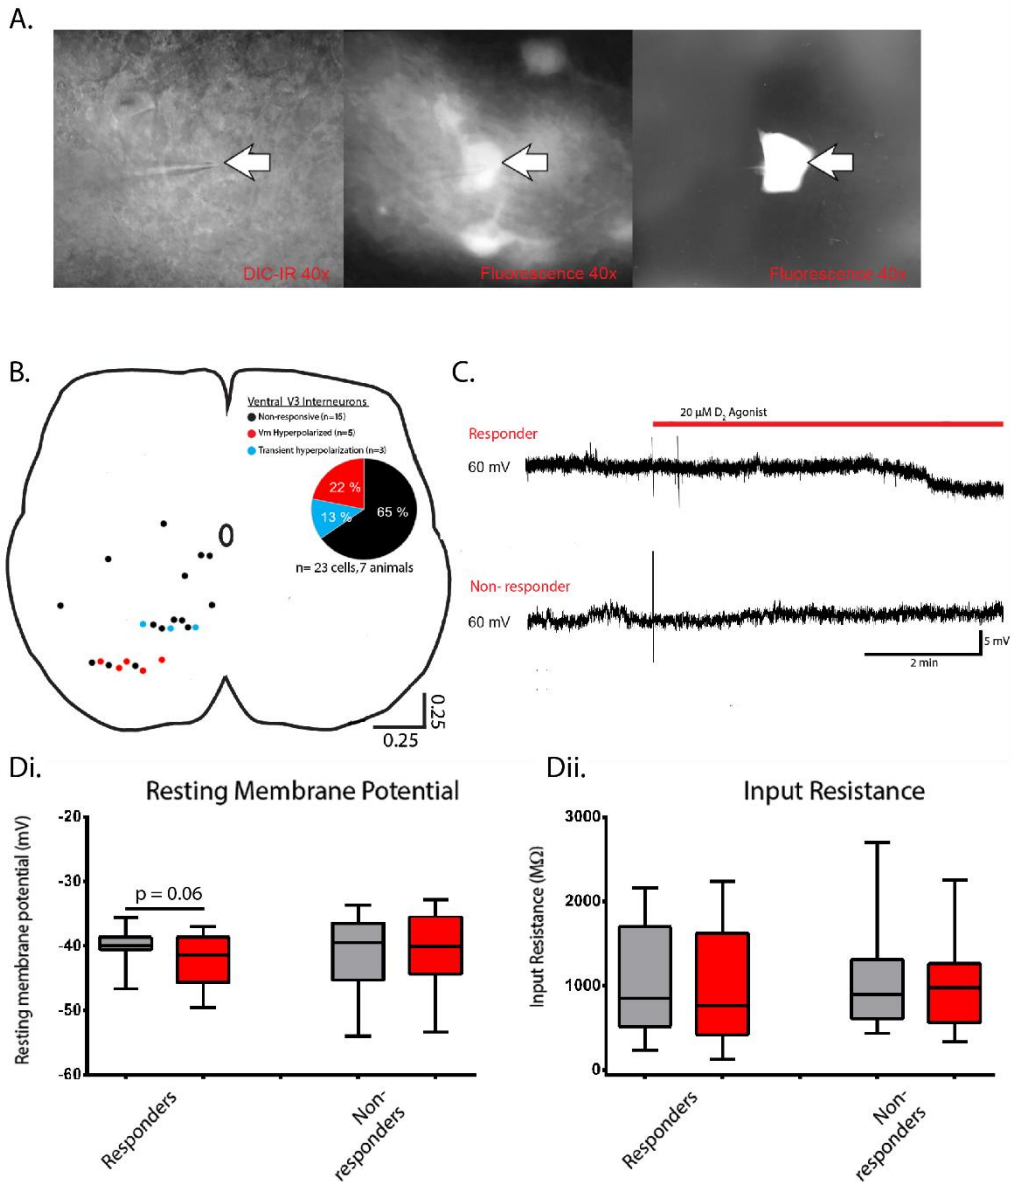 A.
DIC-IR 40x
Fluorescence 40x
Fluorescence 40x
B.
Ventral V3 Interneurons
Non-responsive (n=15)
Vm Hyperpolarized (n=5)
Transient hyperpolarization (n=3)
22 %
13 %
65 %
n= 23 cells,7 animals
0.25
0.25
C.
20 µM D2 Agonist
Responder
60 mV
Non- responder
60 mV
5 mV
2 min
Di.
Resting Membrane Potential
Resting membrane potential (mV)
-20
-30
-40
-50
-60
p = 0.06
Responders
Non-
responders
Dii.
Input Resistance
Input Resistance (MΩ)
3000
2000
1000
0
Responders
Non-
responders